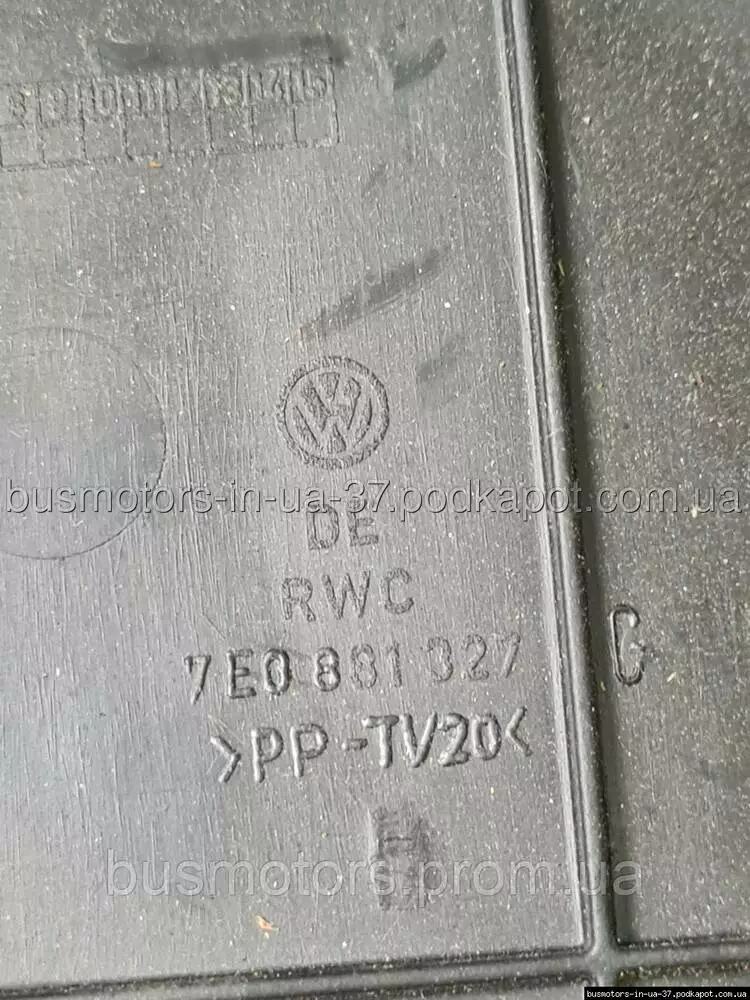 busmotors-in-ua-37.podkapot.com.ua
DE
RWC
7E0 881 327 G
>PP-TV20<
busmotors.prom.ua
busmotors-in-ua-37.podkapot.com.ua